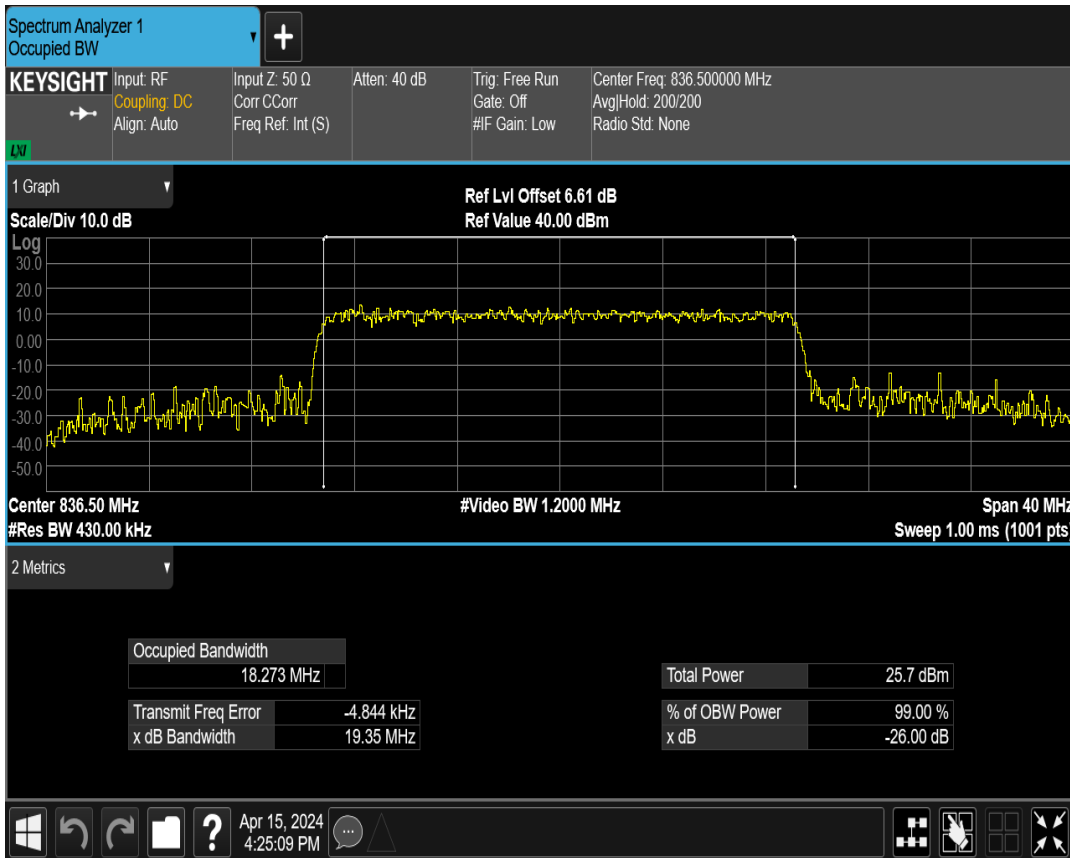 Spectrum Analyzer 1
Occupied BW
KEYSIGHT
Input: RF
Coupling: DC
Align: Auto
Input Z: 50 Ω
Corr CCorr
Freq Ref: Int (S)
Atten: 40 dB
Trig: Free Run
Gate: Off
#IF Gain: Low
Center Freq: 836.500000 MHz
Avg|Hold: 200/200
Radio Std: None
LXI
1 Graph
Scale/Div 10.0 dB
Ref Lvl Offset 6.61 dB
Ref Value 40.00 dBm
Log
30.0
20.0
10.0
0.00
-10.0
-20.0
-30.0
-40.0
-50.0
Center 836.50 MHz
#Video BW 1.2000 MHz
Span 40 MHz
#Res BW 430.00 kHz
Sweep 1.00 ms (1001 pts)
2 Metrics
Occupied Bandwidth
18.273 MHz
Transmit Freq Error -4.844 kHz
x dB Bandwidth 19.35 MHz
Total Power 25.7 dBm
% of OBW Power 99.00 %
x dB -26.00 dB
?
Apr 15, 2024
4:25:09 PM